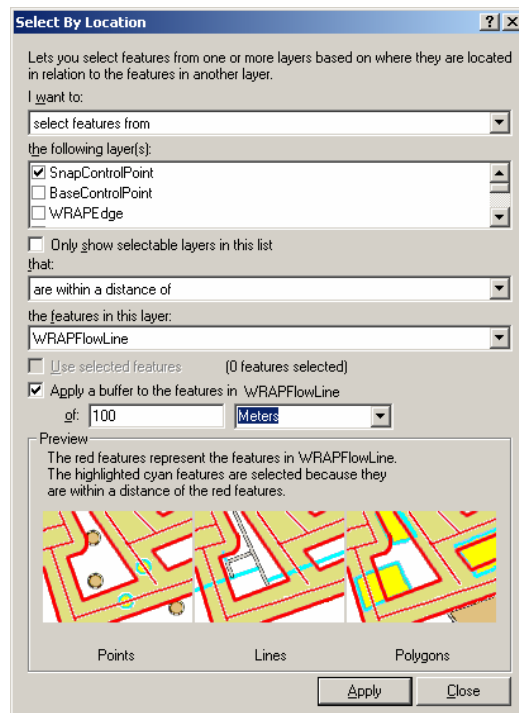 Select By Location
Lets you select features from one or more layers based on where they are located
in relation to the features in another layer.
I want to:
select features from
the following layer(s):
SnapControlPoint
BaseControlPoint
WRAPEdge
Only show selectable layers in this list
that:
are within a distance of
the features in this layer:
WRAPFlowLine
Use selected features (0 features selected)
Apply a buffer to the features in WRAPFlowLine
of: 100 Meters
Preview
The red features represent the features in WRAPFlowLine.
The highlighted cyan features are selected because they
are within a distance of the red features.
Points Lines Polygons
Apply Close